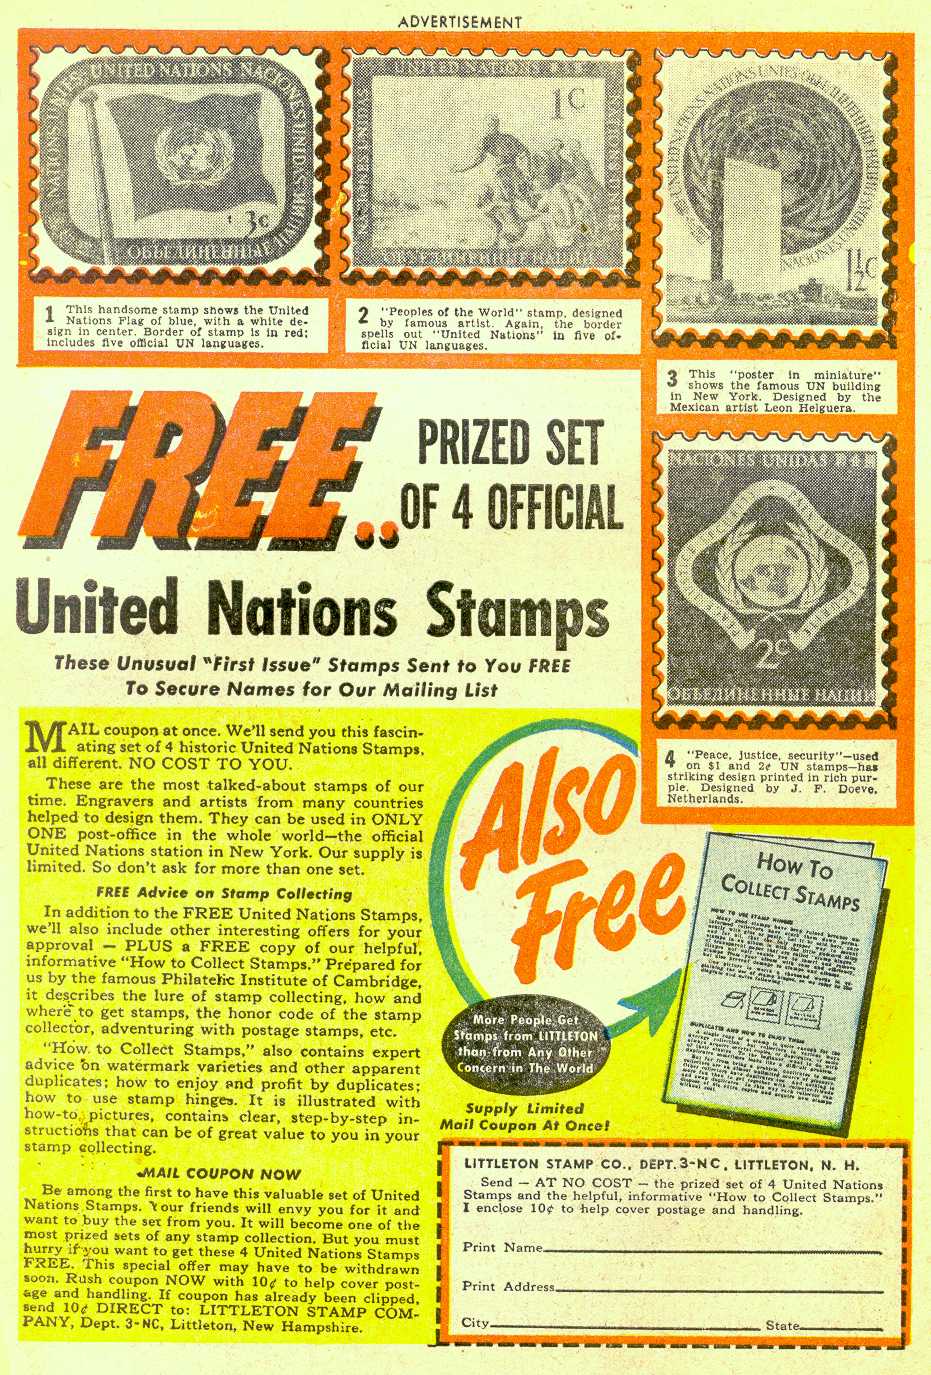 ADVERTISEMENT
UNITED NATIONS NACIONES UNIDAS
3c
ОБЪЕДИНЕННЫЕ НАЦИИ
UNITED NATIONS
1c
UNITED NATIONS NATIONS UNIES
NACIONES UNIDAS
1½c
1 This handsome stamp shows the United
Nations Flag of blue, with a white de-
sign in center. Border of stamp is in red;
includes five official UN languages.
2 "Peoples of the World" stamp, designed
by famous artist. Again, the border
spells out "United Nations" in five of-
ficial UN languages.
3 This "poster in miniature"
shows the famous UN building
in New York. Designed by the
Mexican artist Leon Helguera.
FREE..
PRIZED SET
OF 4 OFFICIAL
United Nations Stamps
These Unusual "First Issue" Stamps Sent to You FREE
To Secure Names for Our Mailing List
NACIONES UNIDAS
2c
ОБЪЕДИНЕННЫЕ НАЦИИ
4 "Peace, justice, security"—used
on $1 and 2¢ UN stamps—has
striking design printed in rich pur-
ple. Designed by J. F. Doeve,
Netherlands.
MAIL coupon at once. We'll send you this fascin-
ating set of 4 historic United Nations Stamps,
all different. NO COST TO YOU.
These are the most talked-about stamps of our
time. Engravers and artists from many countries
helped to design them. They can be used in ONLY
ONE post-office in the whole world—the official
United Nations station in New York. Our supply is
limited. So don't ask for more than one set.
FREE Advice on Stamp Collecting
In addition to the FREE United Nations Stamps,
we'll also include other interesting offers for your
approval — PLUS a FREE copy of our helpful,
informative "How to Collect Stamps." Prepared for
us by the famous Philatelic Institute of Cambridge,
it describes the lure of stamp collecting, how and
where to get stamps, the honor code of the stamp
collector, adventuring with postage stamps, etc.
"How to Collect Stamps," also contains expert
advice on watermark varieties and other apparent
duplicates; how to enjoy and profit by duplicates;
how to use stamp hinges. It is illustrated with
how-to pictures, contains clear, step-by-step in-
structions that can be of great value to you in your
stamp collecting.
MAIL COUPON NOW
Be among the first to have this valuable set of United
Nations Stamps. Your friends will envy you for it and
want to buy the set from you. It will become one of the
most prized sets of any stamp collection. But you must
hurry if you want to get these 4 United Nations Stamps
FREE. This special offer may have to be withdrawn
soon. Rush coupon NOW with 10¢ to help cover post-
age and handling. If coupon has already been clipped,
send 10¢ DIRECT to: LITTLETON STAMP COM-
PANY, Dept. 3-NC, Littleton, New Hampshire.
Also
Free
HOW TO
COLLECT STAMPS
HOW TO USE STAMP HINGES
DUPLICATES AND HOW TO ENJOY THEM
More People Get
Stamps from LITTLETON
than from Any Other
Concern in The World
Supply Limited
Mail Coupon At Once!
LITTLETON STAMP CO., DEPT. 3-NC, LITTLETON, N. H.
Send — AT NO COST — the prized set of 4 United Nations
Stamps and the helpful, informative "How to Collect Stamps."
I enclose 10¢ to help cover postage and handling.
Print Name
Print Address
City State